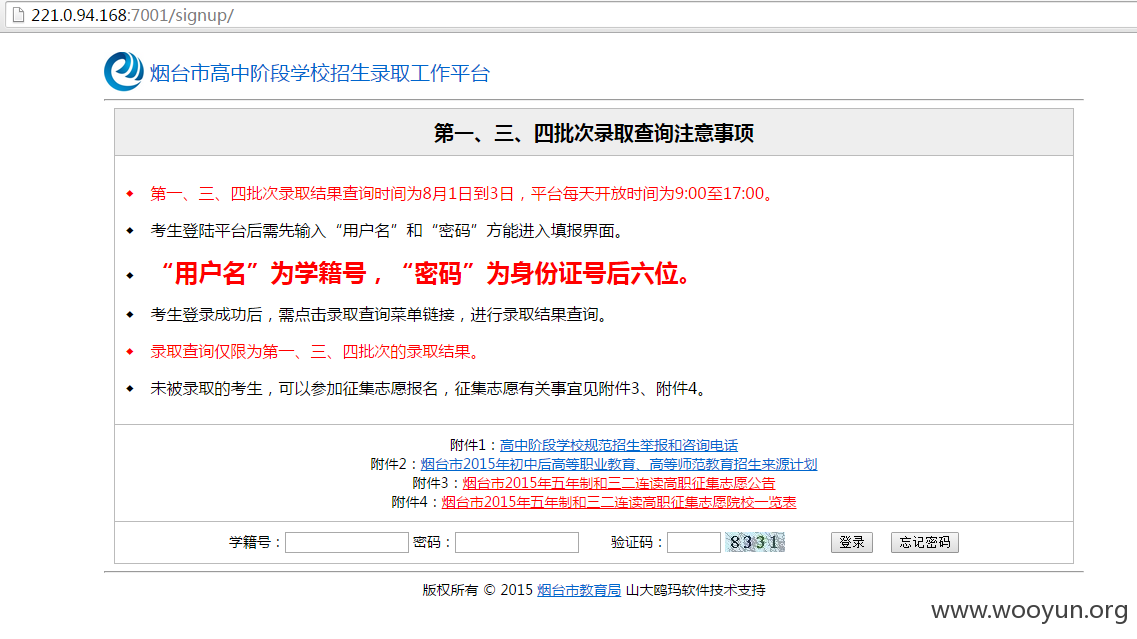 221.0.94.168:7001/signup/
烟台市高中阶段学校招生录取工作平台
第一、三、四批次录取查询注意事项
第一、三、四批次录取结果查询时间为8月1日到3日，平台每天开放时间为9:00至17:00。
考生登陆平台后需先输入“用户名”和“密码”方能进入填报界面。
“用户名”为学籍号，“密码”为身份证号后六位。
考生登录成功后，需点击录取查询菜单链接，进行录取结果查询。
录取查询仅限为第一、三、四批次的录取结果。
未被录取的考生，可以参加征集志愿报名，征集志愿有关事宜见附件3、附件4。
附件1：高中阶段学校规范招生举报和咨询电话
附件2：烟台市2015年初中后高等职业教育、高等师范教育招生来源计划
附件3：烟台市2015年五年制和三二连读高职征集志愿公告
附件4：烟台市2015年五年制和三二连读高职征集志愿院校一览表
学籍号： 密码： 验证码： 8331 登录 忘记密码
版权所有 © 2015 烟台市教育局 山大鸥玛软件技术支持
www.wooyun.org